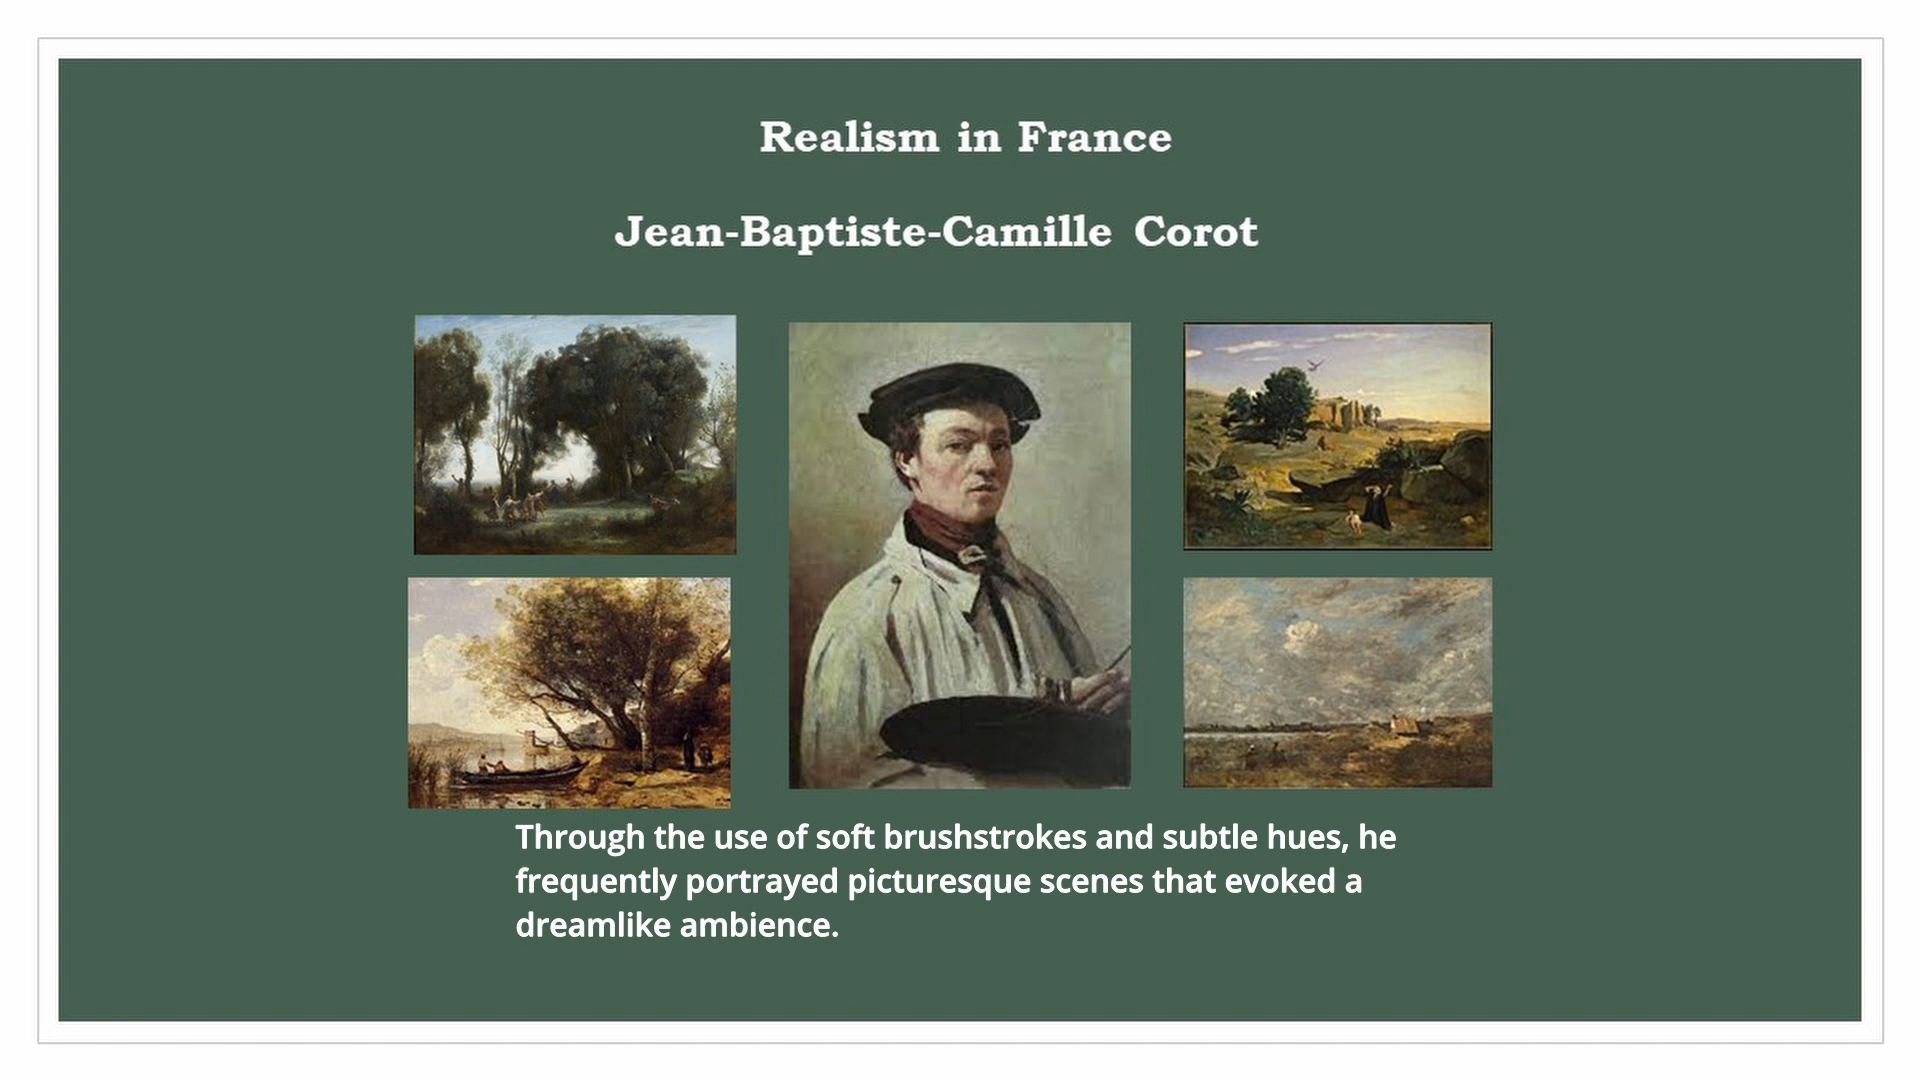 Realism in France
Jean-Baptiste-Camille Corot
Through the use of soft brushstrokes and subtle hues, he
frequently portrayed picturesque scenes that evoked a
dreamlike ambience.